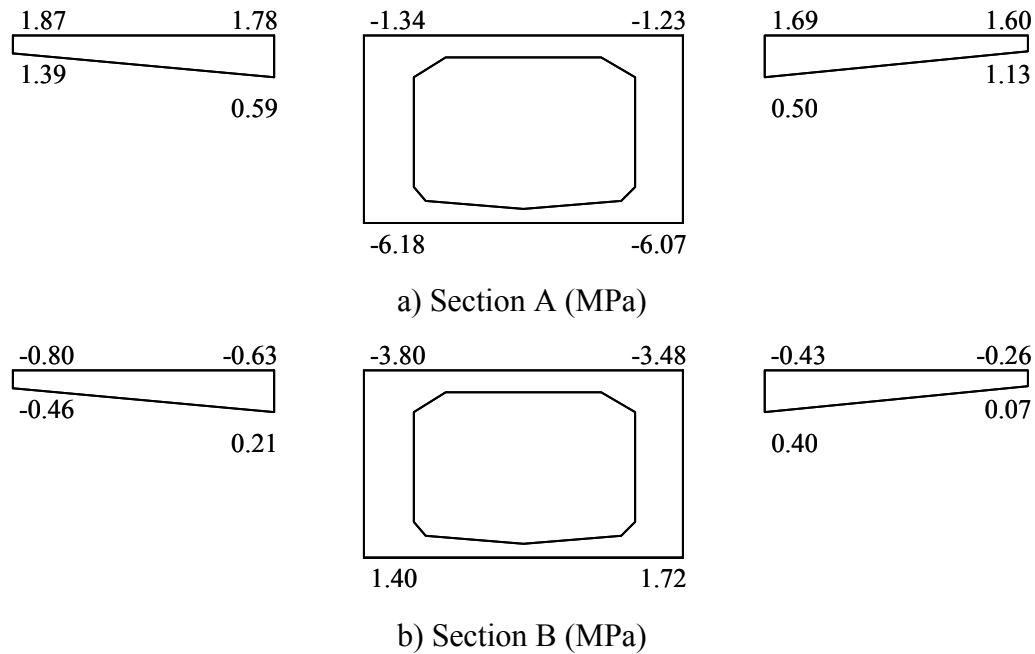 1.87 1.78 -1.34 -1.23 1.69 1.60
1.39 1.13
0.59 0.50
-6.18 -6.07
a) Section A (MPa)
-0.80 -0.63 -3.80 -3.48 -0.43 -0.26
-0.46 0.07
0.21 0.40
1.40 1.72
b) Section B (MPa)